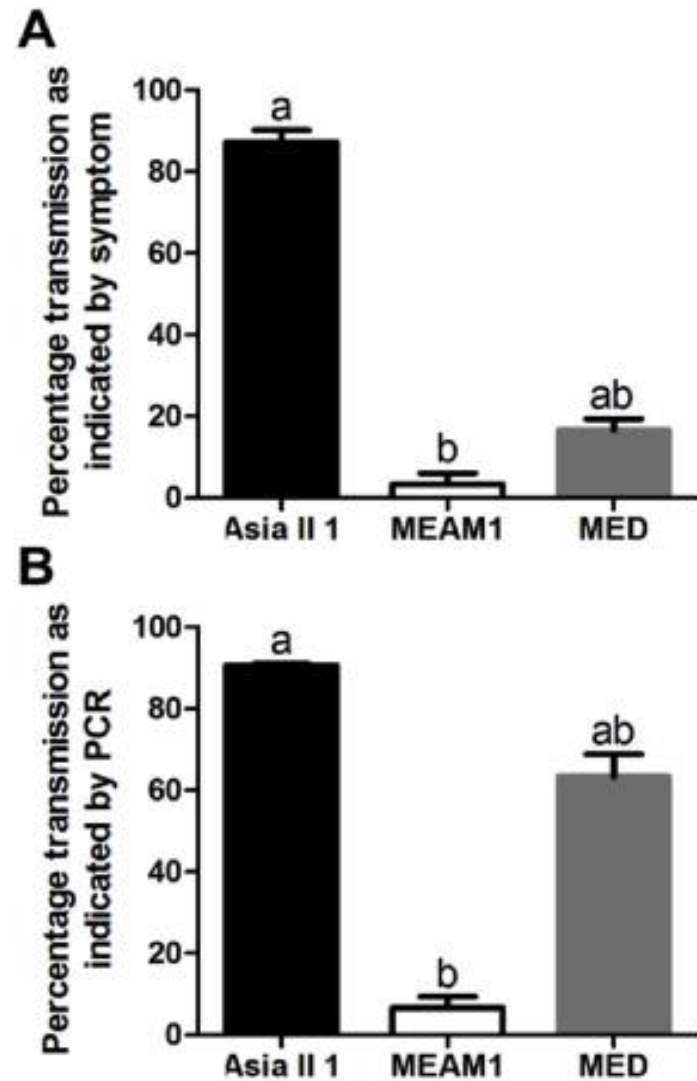 A
Percentage transmission as
indicated by symptom
100
80
60
40
20
0
a
b
ab
Asia II 1 MEAM1 MED
B
Percentage transmission as
indicated by PCR
100
80
60
40
20
0
a
b
ab
Asia II 1 MEAM1 MED